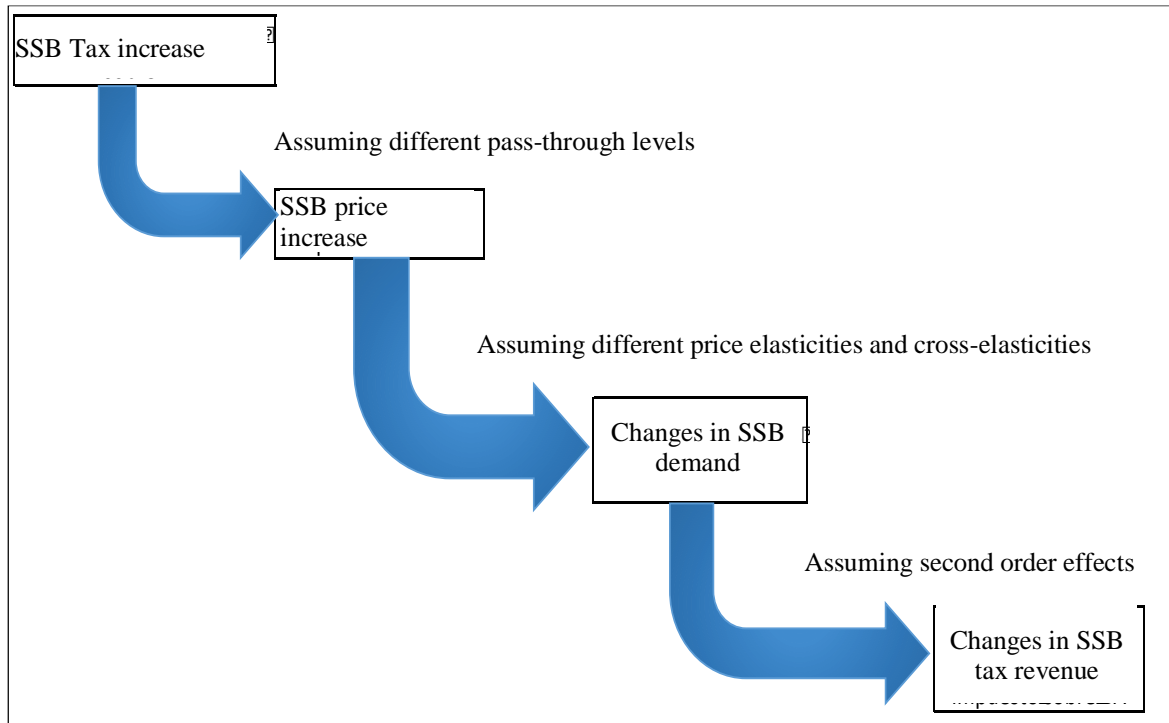 SSB Tax increase
Assuming different pass-through levels
SSB price
increase
Assuming different price elasticities and cross-elasticities
Changes in SSB
demand
Assuming second order effects
Changes in SSB
tax revenue